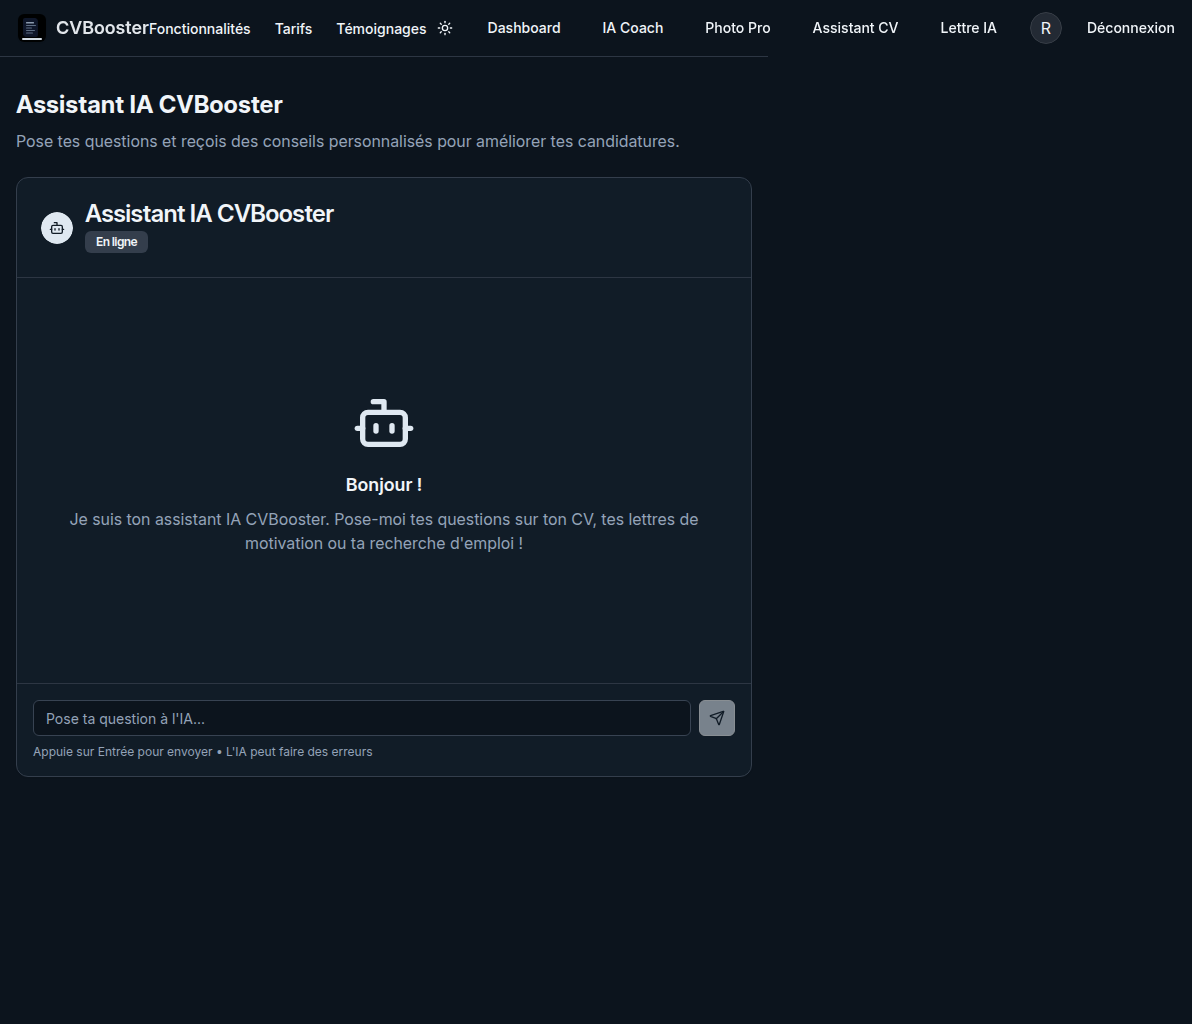 CVBooster Fonctionnalités Tarifs Témoignages Dashboard IA Coach Photo Pro Assistant CV Lettre IA R Déconnexion
Assistant IA CVBooster
Pose tes questions et reçois des conseils personnalisés pour améliorer tes candidatures.
Assistant IA CVBooster
En ligne
Bonjour !
Je suis ton assistant IA CVBooster. Pose-moi tes questions sur ton CV, tes lettres de
motivation ou ta recherche d'emploi !
Pose ta question à l'IA...
Appuie sur Entrée pour envoyer • L'IA peut faire des erreurs